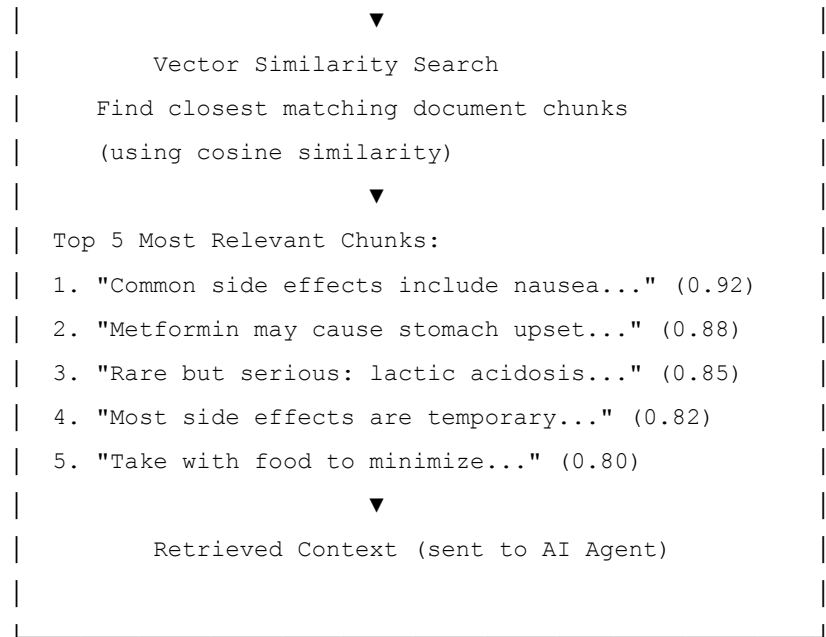 ▼
Vector Similarity Search
Find closest matching document chunks
(using cosine similarity)
▼
Top 5 Most Relevant Chunks:
1. "Common side effects include nausea..." (0.92)
2. "Metformin may cause stomach upset..." (0.88)
3. "Rare but serious: lactic acidosis..." (0.85)
4. "Most side effects are temporary..." (0.82)
5. "Take with food to minimize..." (0.80)
▼
Retrieved Context (sent to AI Agent)